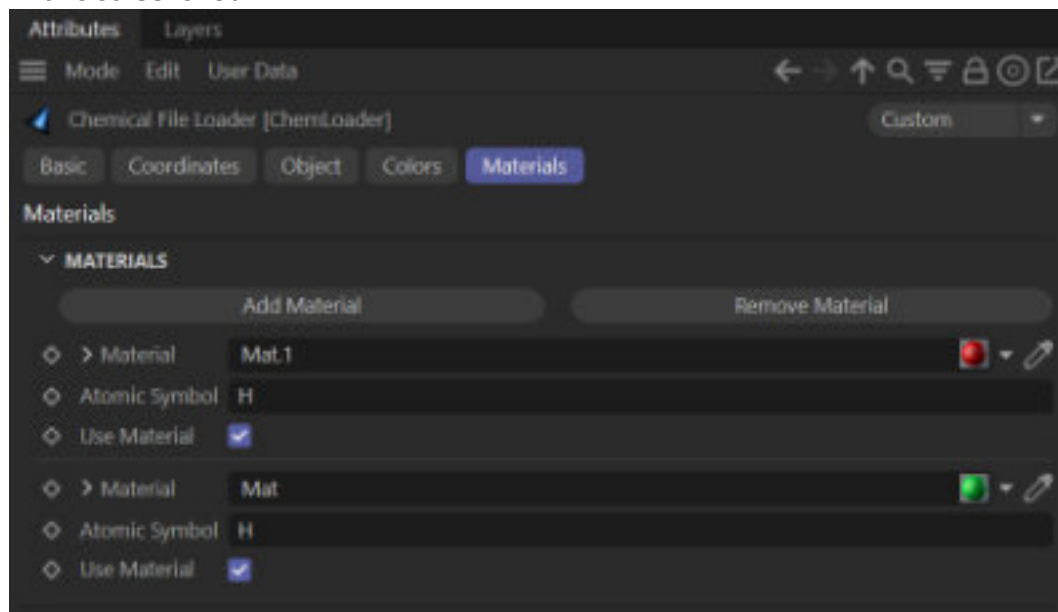 Attributes Layers
Mode Edit User Data
Chemical File Loader [ChemLoader] Custom
Basic Coordinates Object Colors Materials
Materials
MATERIALS
Add Material Remove Material
Material Mat.1
Atomic Symbol H
Use Material
Material Mat
Atomic Symbol H
Use Material